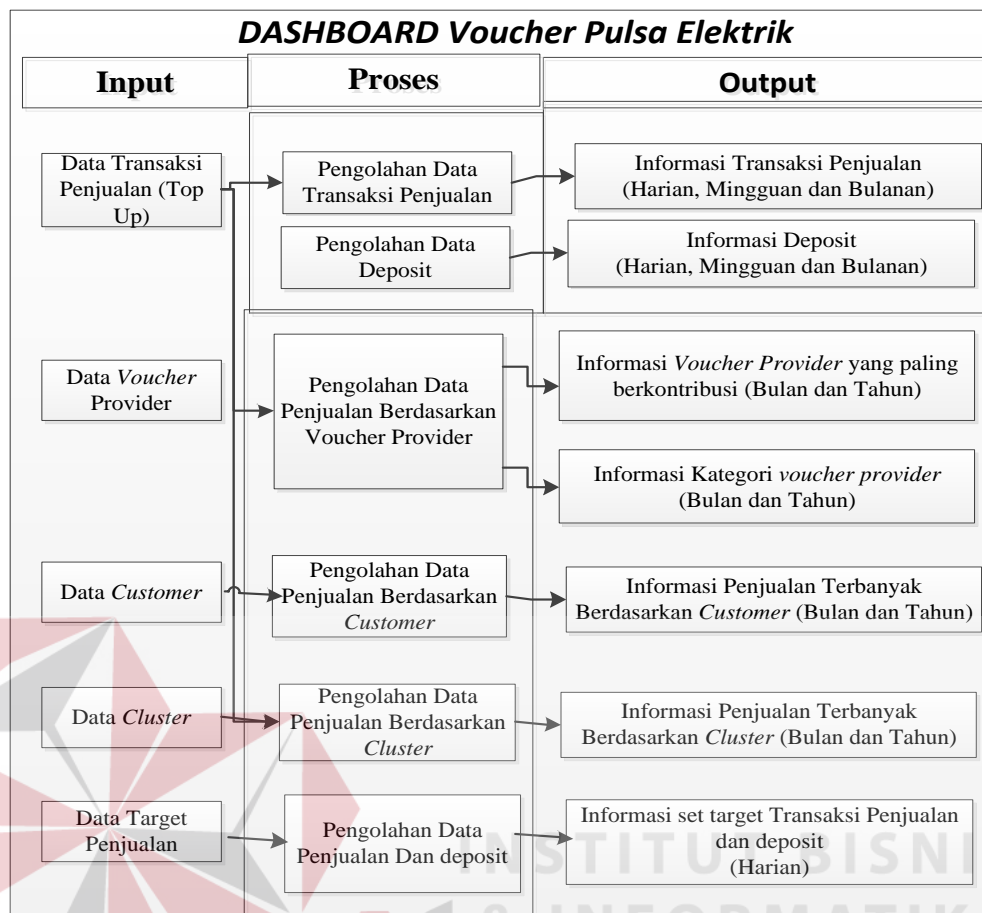 DASHBOARD Voucher Pulsa Elektrik
Input
Proses
Output
Data Transaksi
Penjualan (Top
Up)
Pengolahan Data
Transaksi Penjualan
Informasi Transaksi Penjualan
(Harian, Mingguan dan Bulanan)
Pengolahan Data
Deposit
Informasi Deposit
(Harian, Mingguan dan Bulanan)
Data Voucher
Provider
Pengolahan Data
Penjualan Berdasarkan
Voucher Provider
Informasi Voucher Provider yang paling
berkontribusi (Bulan dan Tahun)
Informasi Kategori voucher provider
(Bulan dan Tahun)
Data Customer
Pengolahan Data
Penjualan Berdasarkan
Customer
Informasi Penjualan Terbanyak
Berdasarkan Customer (Bulan dan Tahun)
Data Cluster
Pengolahan Data
Penjualan Berdasarkan
Cluster
Informasi Penjualan Terbanyak
Berdasarkan Cluster (Bulan dan Tahun)
Data Target
Penjualan
Pengolahan Data
Penjualan Dan deposit
Informasi set target Transaksi Penjualan
dan deposit
(Harian)
INSTITUT BISNI
& INFORMATIK